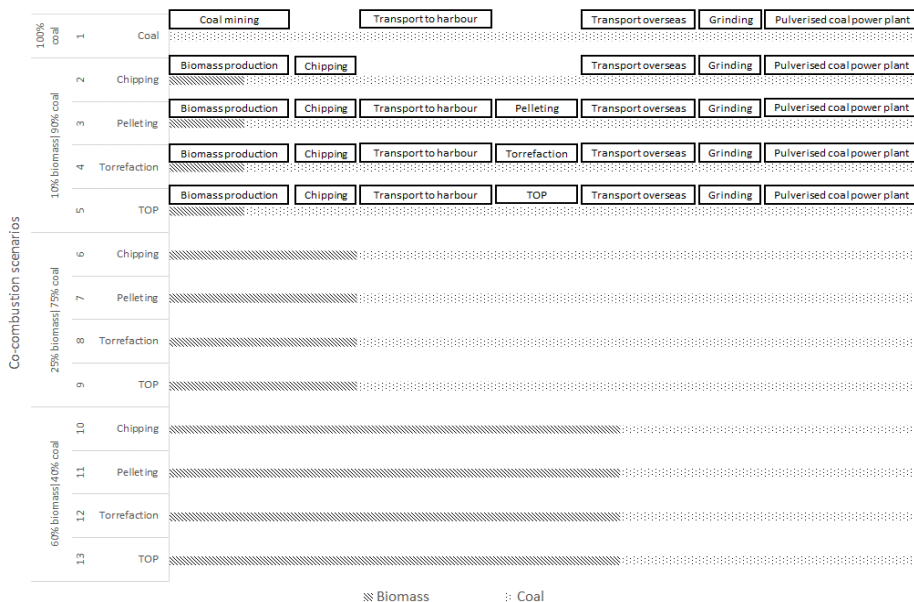 Co-combustion scenarios
100% coal
1 Coal
Coal mining Transport to harbour Transport overseas Grinding Pulverised coal power plant
10% biomass|90% coal
2 Chipping
Biomass production Chipping Transport overseas Grinding Pulverised coal power plant
3 Pelleting
Biomass production Chipping Transport to harbour Pelleting Transport overseas Grinding Pulverised coal power plant
4 Torrefaction
Biomass production Chipping Transport to harbour Torrefaction Transport overseas Grinding Pulverised coal power plant
5 TOP
Biomass production Chipping Transport to harbour TOP Transport overseas Grinding Pulverised coal power plant
25% biomass|75% coal
6 Chipping
7 Pelleting
8 Torrefaction
9 TOP
60% biomass|40% coal
10 Chipping
11 Pelleting
12 Torrefaction
13 TOP
Biomass Coal